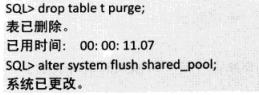 SQL> drop table t purge;
表已删除。
已用时间： 00: 00: 11.07
SQL> alter system flush shared_pool;
系统已更改。